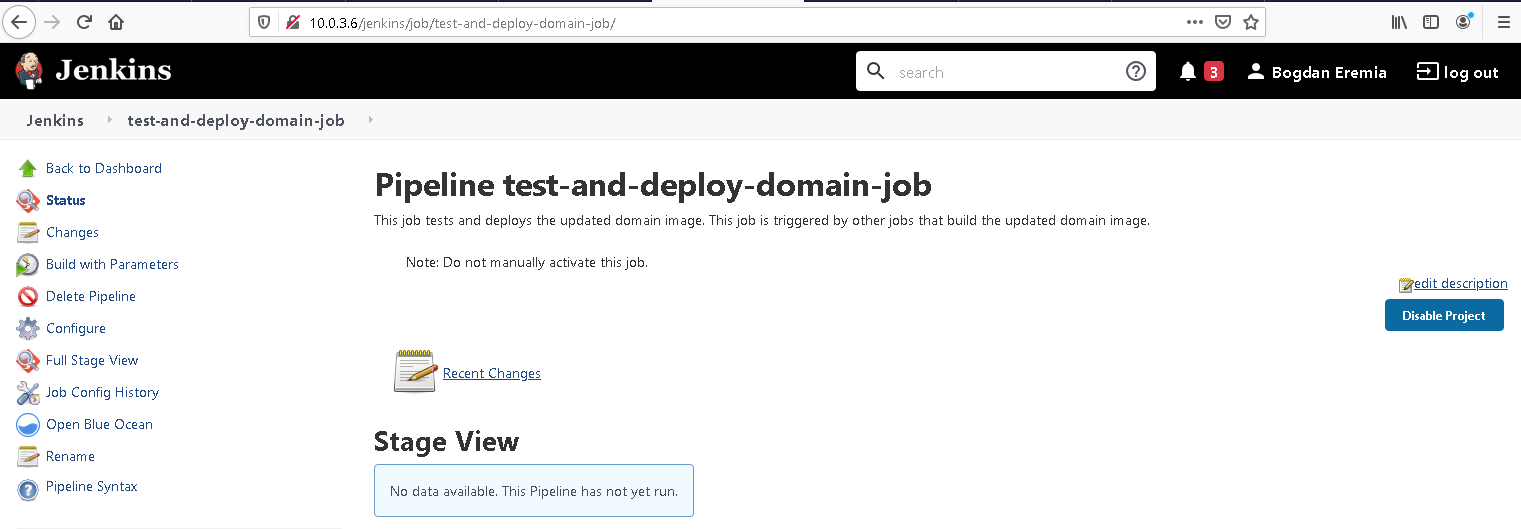 10.0.3.6/jenkins/job/test-and-deploy-domain-job/
Jenkins
search
3
Bogdan Eremia
log out
Jenkins
test-and-deploy-domain-job
Back to Dashboard
Status
Changes
Build with Parameters
Delete Pipeline
Configure
Full Stage View
Job Config History
Open Blue Ocean
Rename
Pipeline Syntax
Pipeline test-and-deploy-domain-job
This job tests and deploys the updated domain image. This job is triggered by other jobs that build the updated domain image.
Note: Do not manually activate this job.
edit description
Disable Project
Recent Changes
Stage View
No data available. This Pipeline has not yet run.